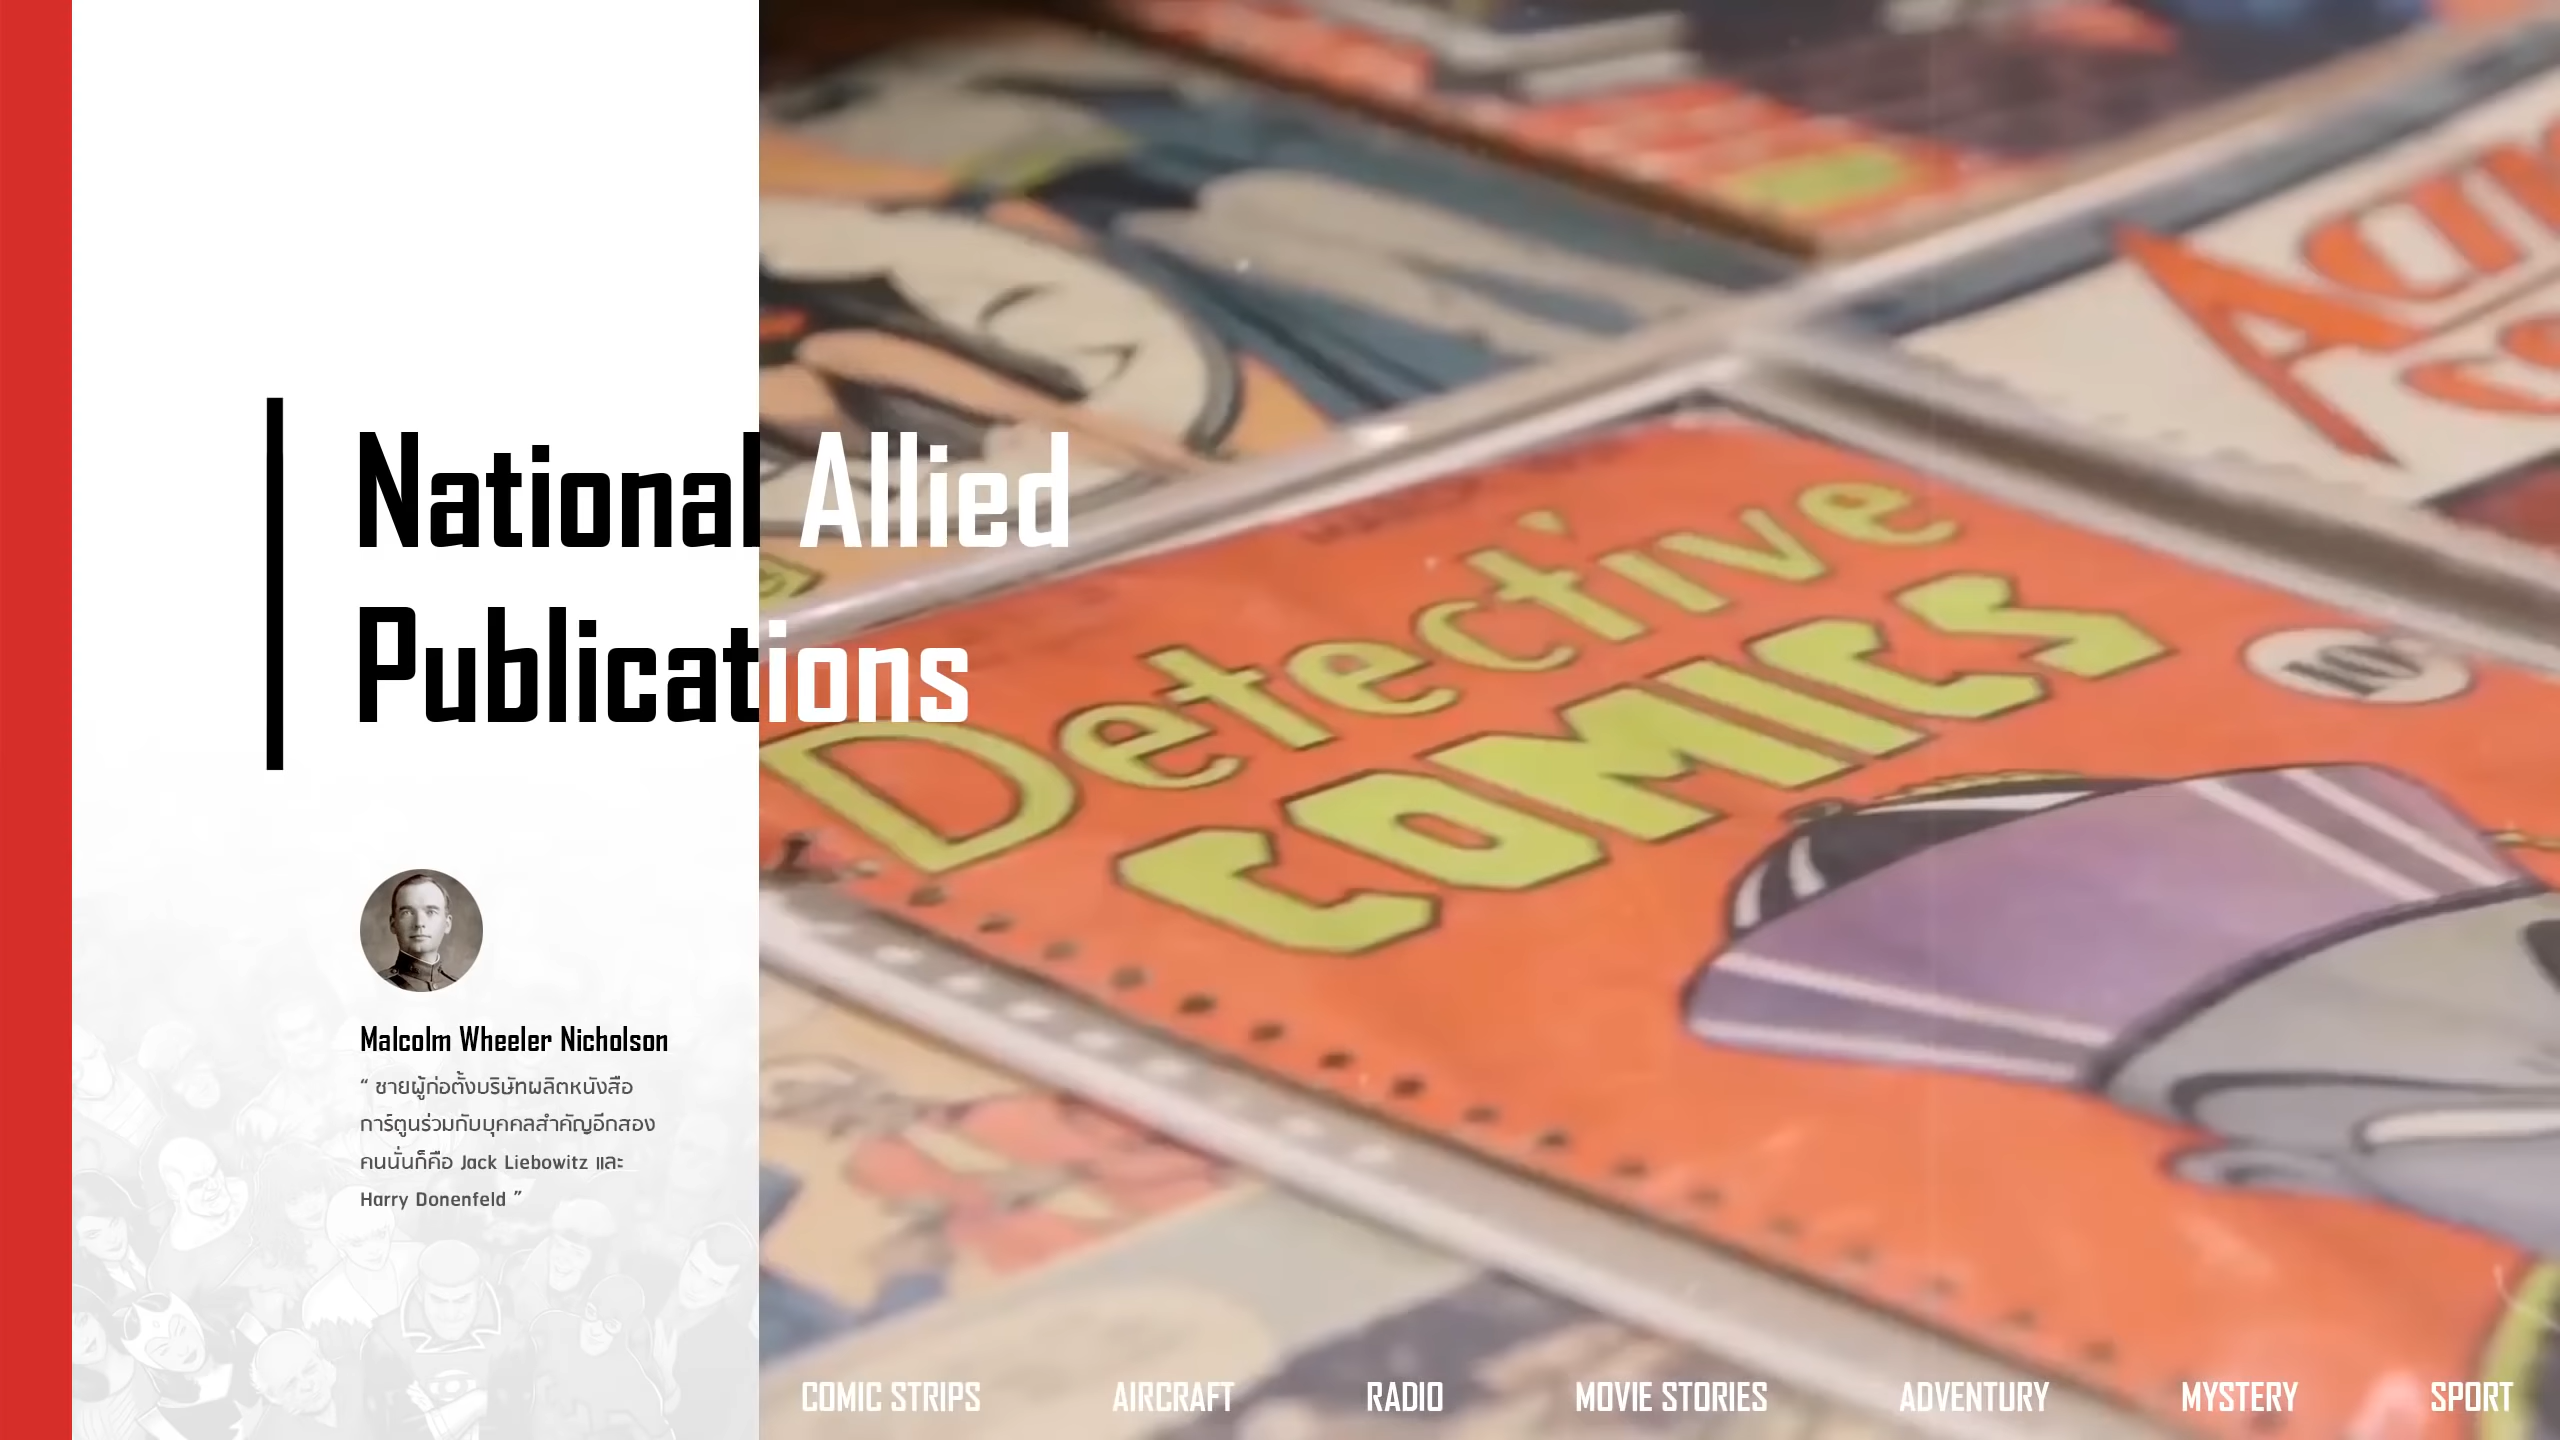 National Allied
Publications
Detective
COMICS
10¢
Malcolm Wheeler Nicholson
“ ชายผู้ก่อตั้งบริษัทผลิตหนังสือ
การ์ตูนร่วมกับบุคคลสำคัญอีกสอง
คนนั่นก็คือ Jack Liebowitz และ
Harry Donenfeld ”
COMIC STRIPS AIRCRAFT RADIO MOVIE STORIES ADVENTURY MYSTERY SPORT